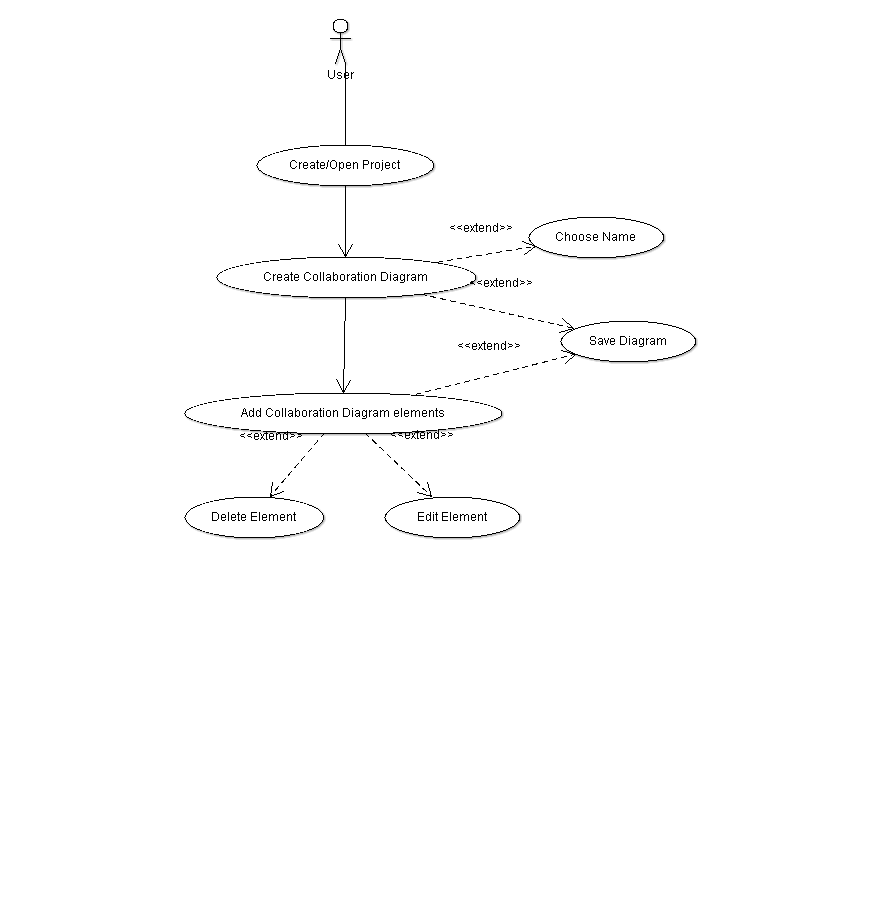 User
Create/Open Project
<<extend>>
Choose Name
Create Collaboration Diagram
<<extend>>
Save Diagram
<<extend>>
Add Collaboration Diagram elements
<<extend>>
<<extend>>
Delete Element
Edit Element